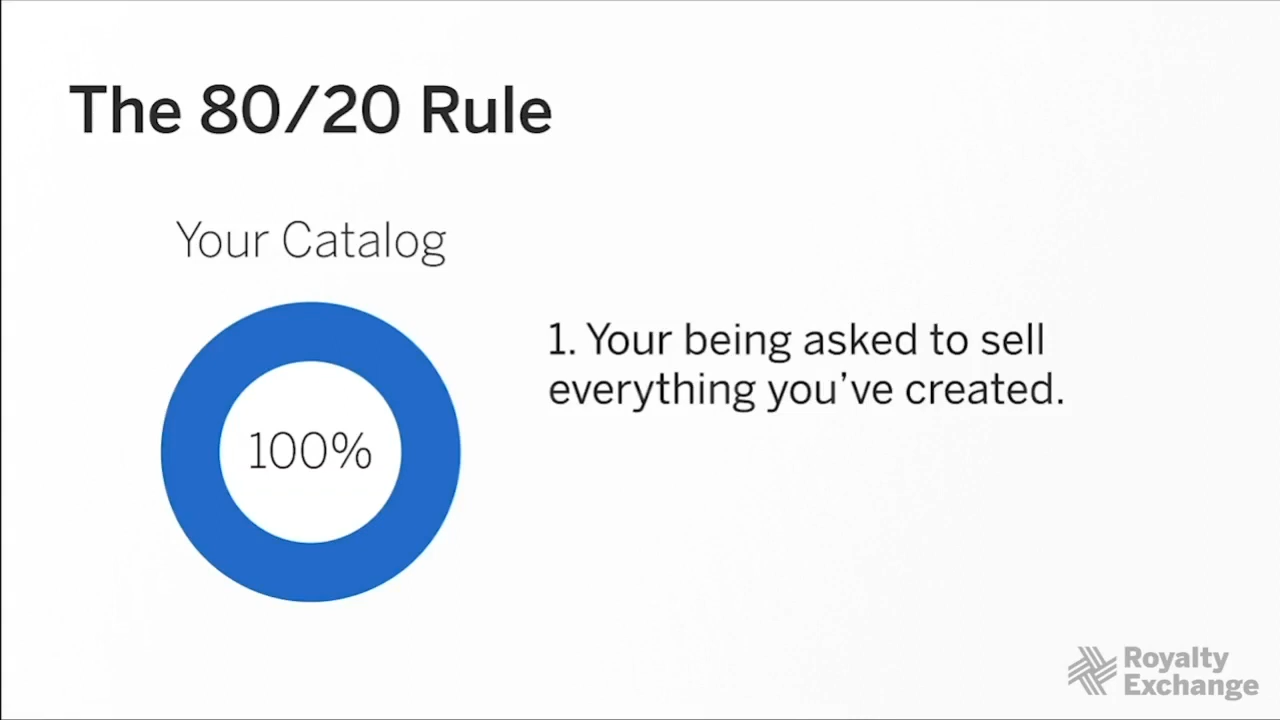 The 80/20 Rule
Your Catalog
100%
1. Your being asked to sell
everything you’ve created.
Royalty
Exchange